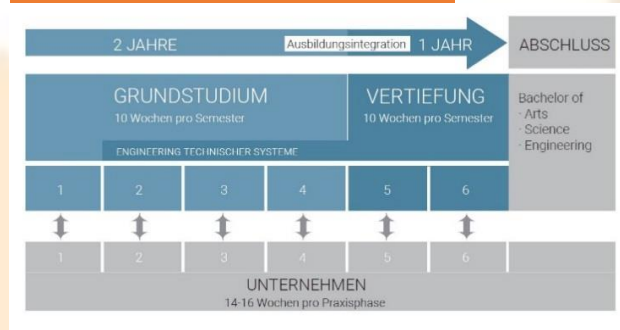 2 JAHRE
Ausbildungsintegration
1 JAHR
ABSCHLUSS
GRUNDSTUDIUM
10 Wochen pro Semester
VERTIEFUNG
10 Wochen pro Semester
Bachelor of
· Arts
· Science
· Engineering
ENGINEERING TECHNISCHER SYSTEME
1 2 3 4 5 6
1 2 3 4 5 6
UNTERNEHMEN
14-16 Wochen pro Praxisphase